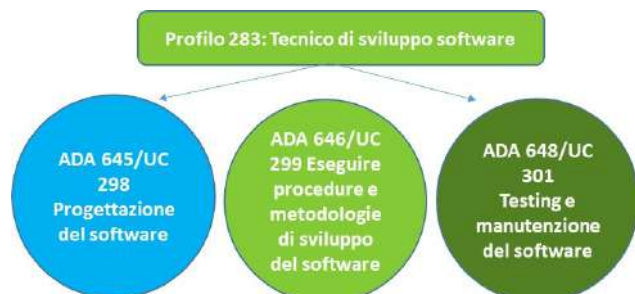 Profilo 283: Tecnico di sviluppo software
ADA 645/UC
298
Progettazione
del software
ADA 646/UC
299 Eseguire
procedure e
metodologie
di sviluppo
del software
ADA 648/UC
301
Testing e
manutenzione
del software